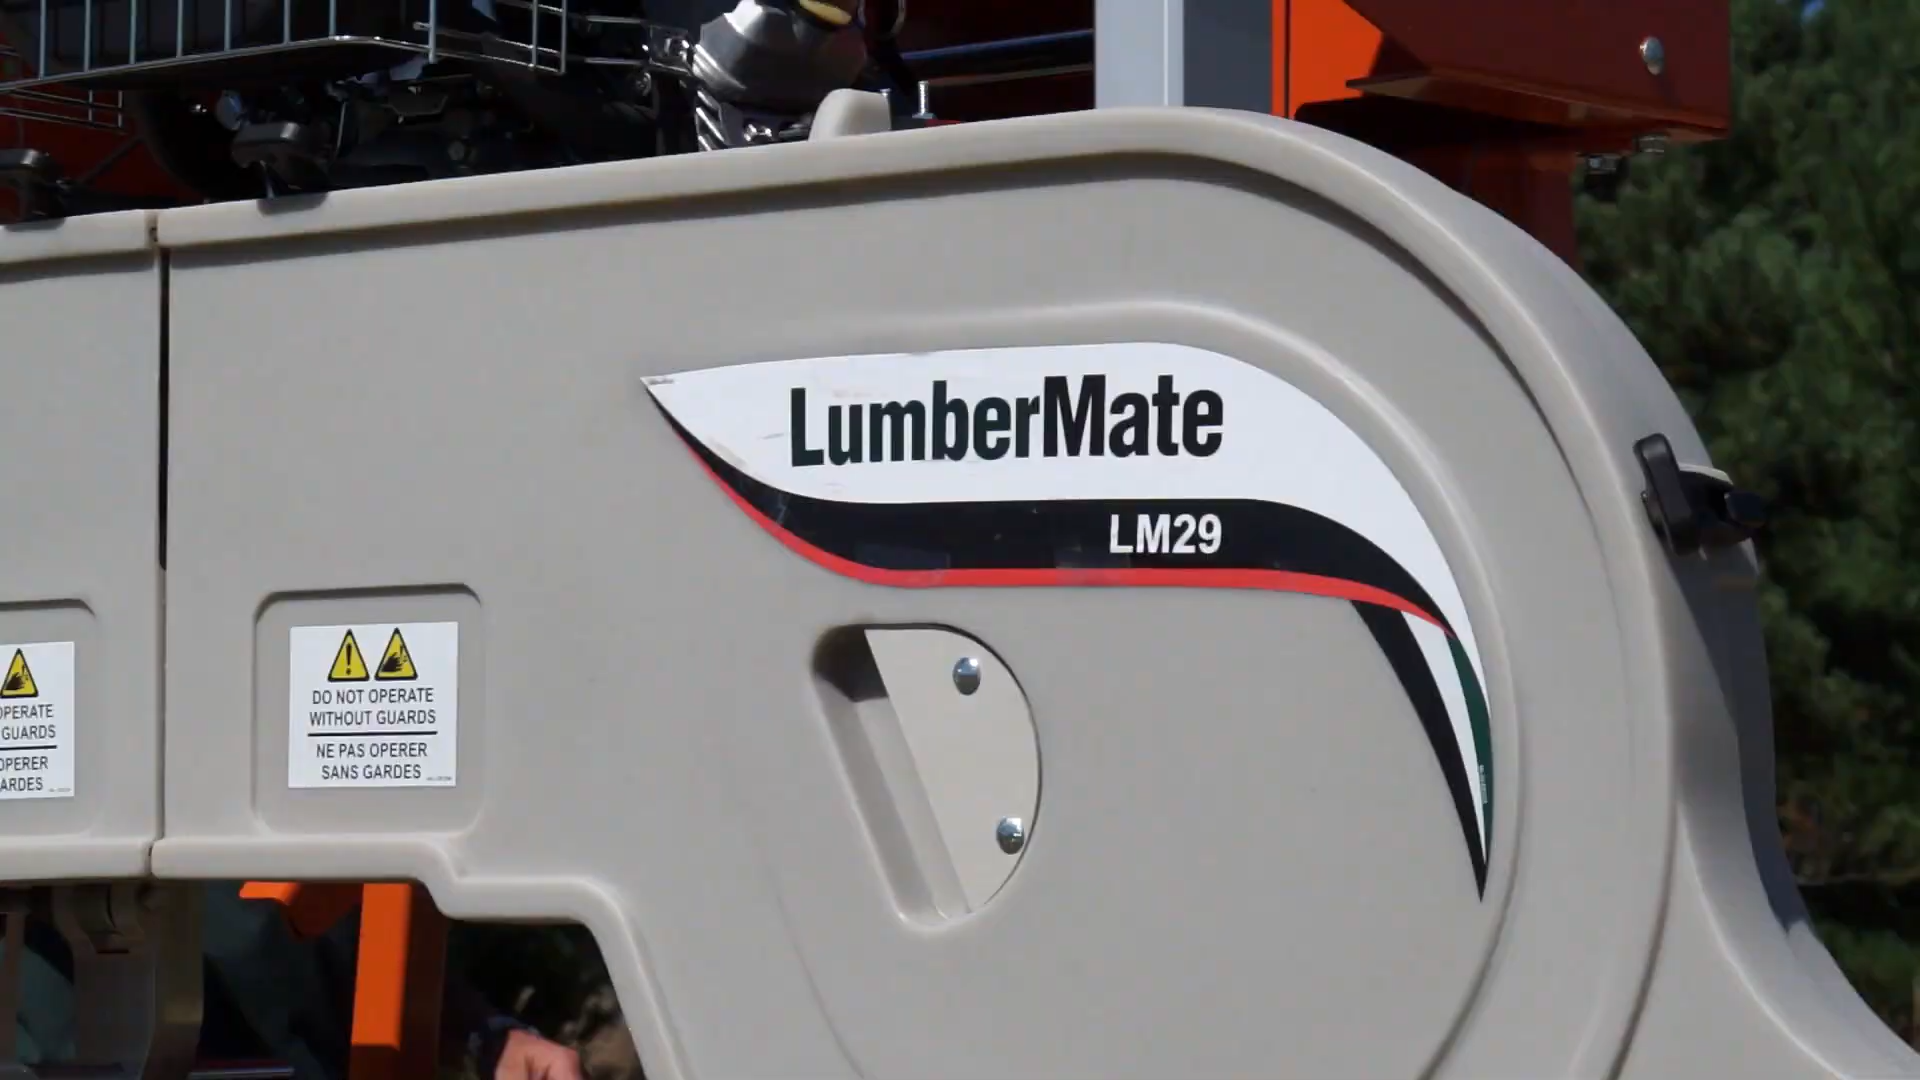 LumberMate
LM29
DO NOT OPERATE
WITHOUT GUARDS
NE PAS OPERER
SANS GARDES
OPERATE
GUARDS
OPERER
ARDES